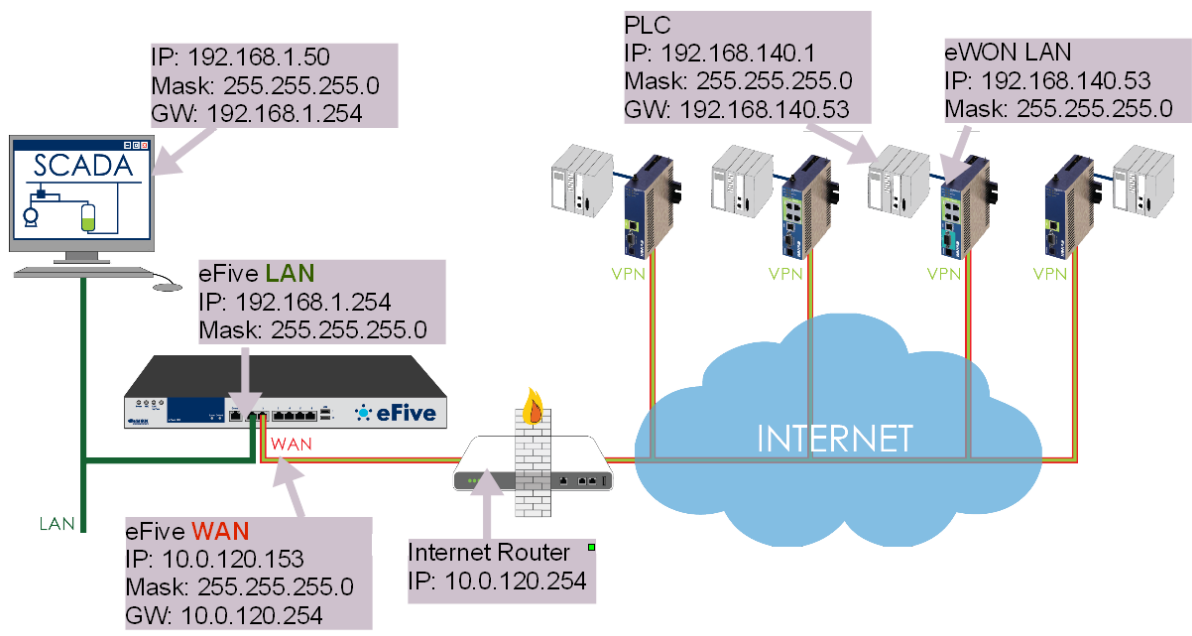 IP: 192.168.1.50
Mask: 255.255.255.0
GW: 192.168.1.254
PLC
IP: 192.168.140.1
Mask: 255.255.255.0
GW: 192.168.140.53
eWON LAN
IP: 192.168.140.53
Mask: 255.255.255.0
SCADA
VPN
VPN
VPN
VPN
eFive LAN
IP: 192.168.1.254
Mask: 255.255.255.0
eFive
WAN
INTERNET
LAN
eFive WAN
IP: 10.0.120.153
Mask: 255.255.255.0
GW: 10.0.120.254
Internet Router
IP: 10.0.120.254